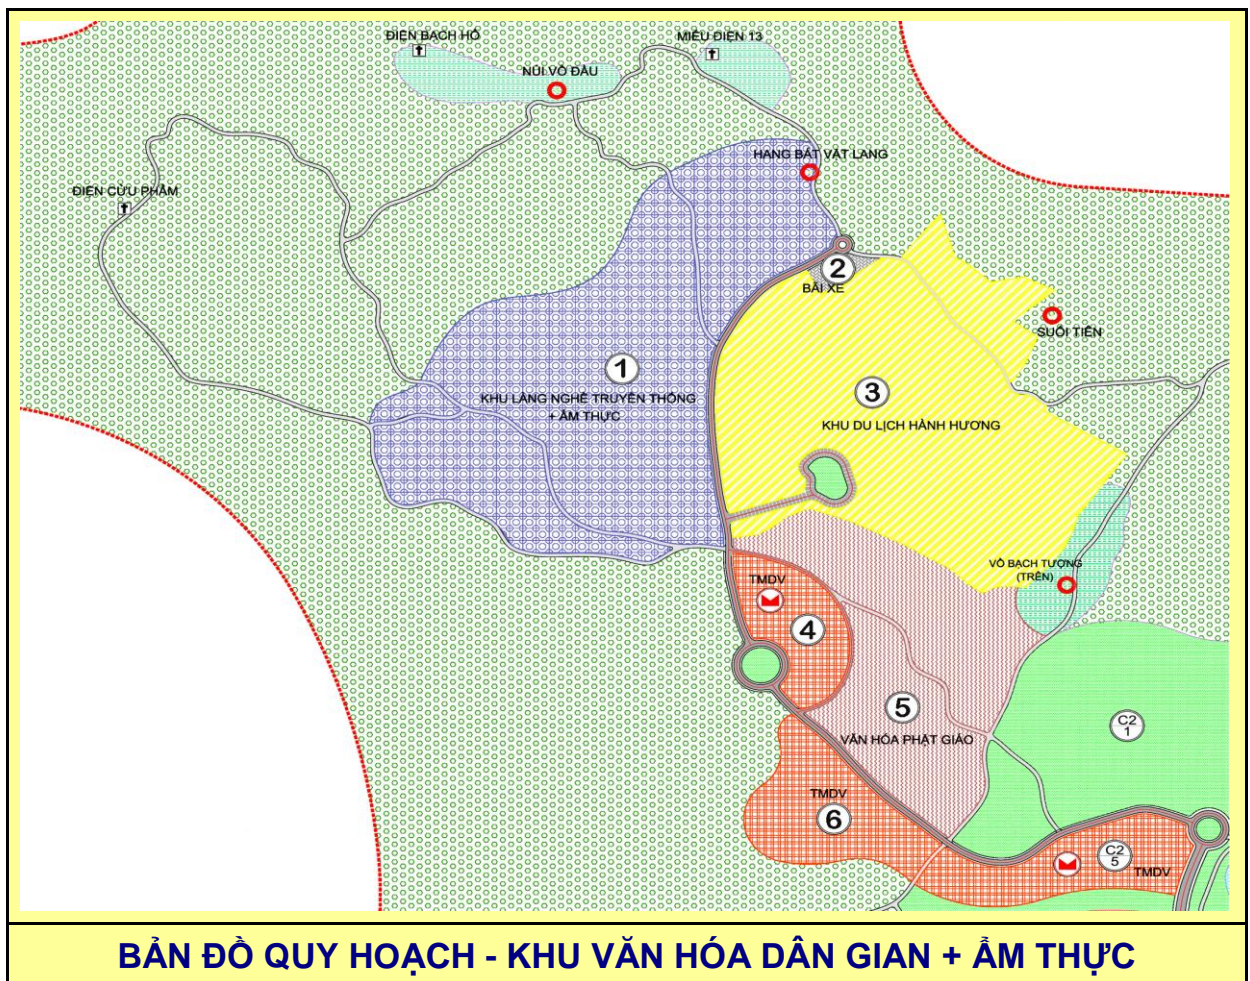 ĐIỆN BẠCH HỔ
MIẾU ĐIỆN 13
NÚI VỒ ĐẦU
HANG BÁT VẬT LANG
ĐIỆN CỬU PHẨM
2
BÃI XE
SUỐI TIÊN
1
KHU LÀNG NGHỀ TRUYỀN THỐNG
+ ẨM THỰC
3
KHU DU LỊCH HÀNH HƯƠNG
VỒ BẠCH TƯỢNG
(TRÊN)
TMDV
4
5
VĂN HÓA PHẬT GIÁO
C2
1
TMDV
6
C2
5
TMDV
BẢN ĐỒ QUY HOẠCH - KHU VĂN HÓA DÂN GIAN + ẨM THỰC